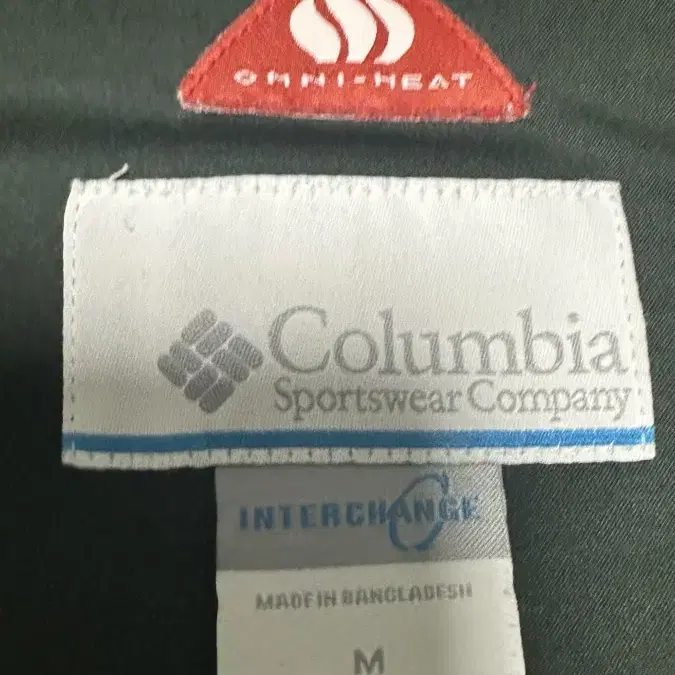 OMNI-HEAT
Columbia
Sportswear Company
INTERCHANGE
MADE IN BANGLADESH
M